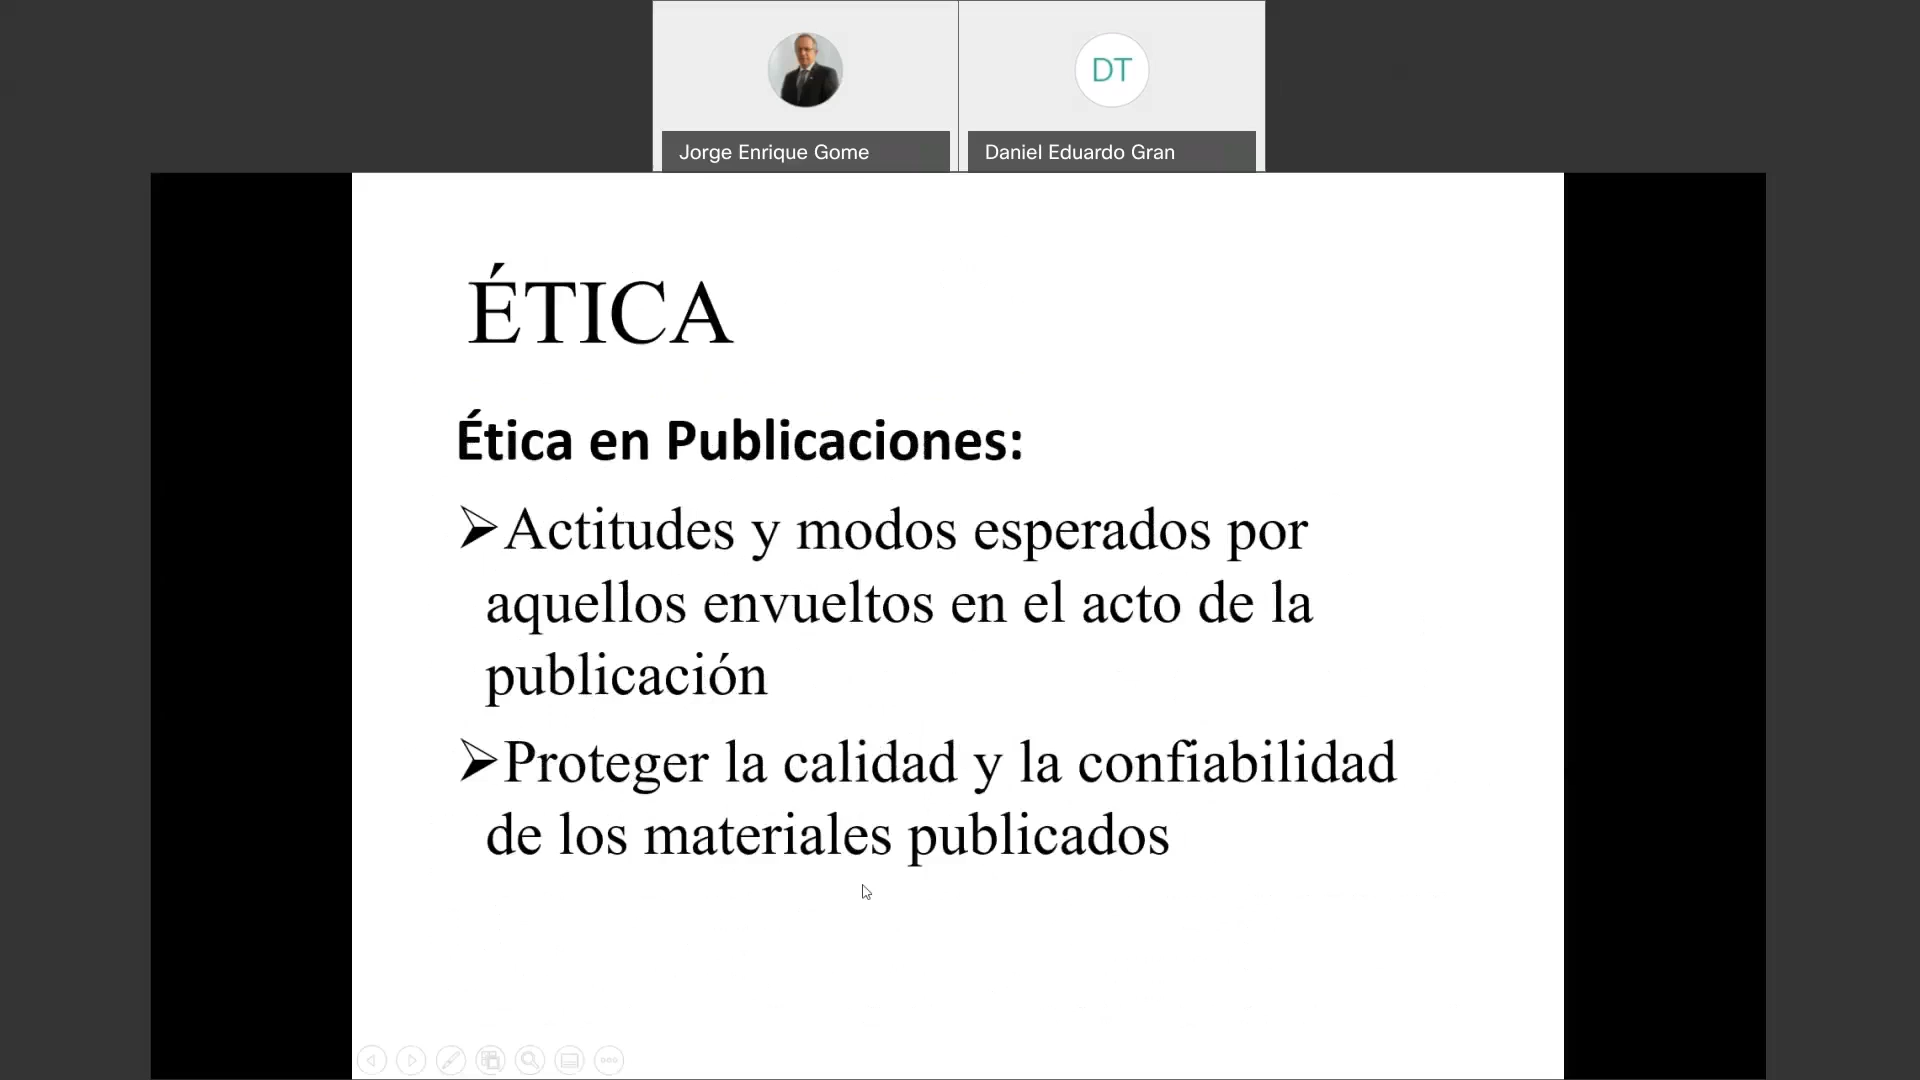 DT
Jorge Enrique Gome
Daniel Eduardo Gran
ÉTICA
Ética en Publicaciones:
➢Actitudes y modos esperados por
aquellos envueltos en el acto de la
publicación
➢Proteger la calidad y la confiabilidad
de los materiales publicados